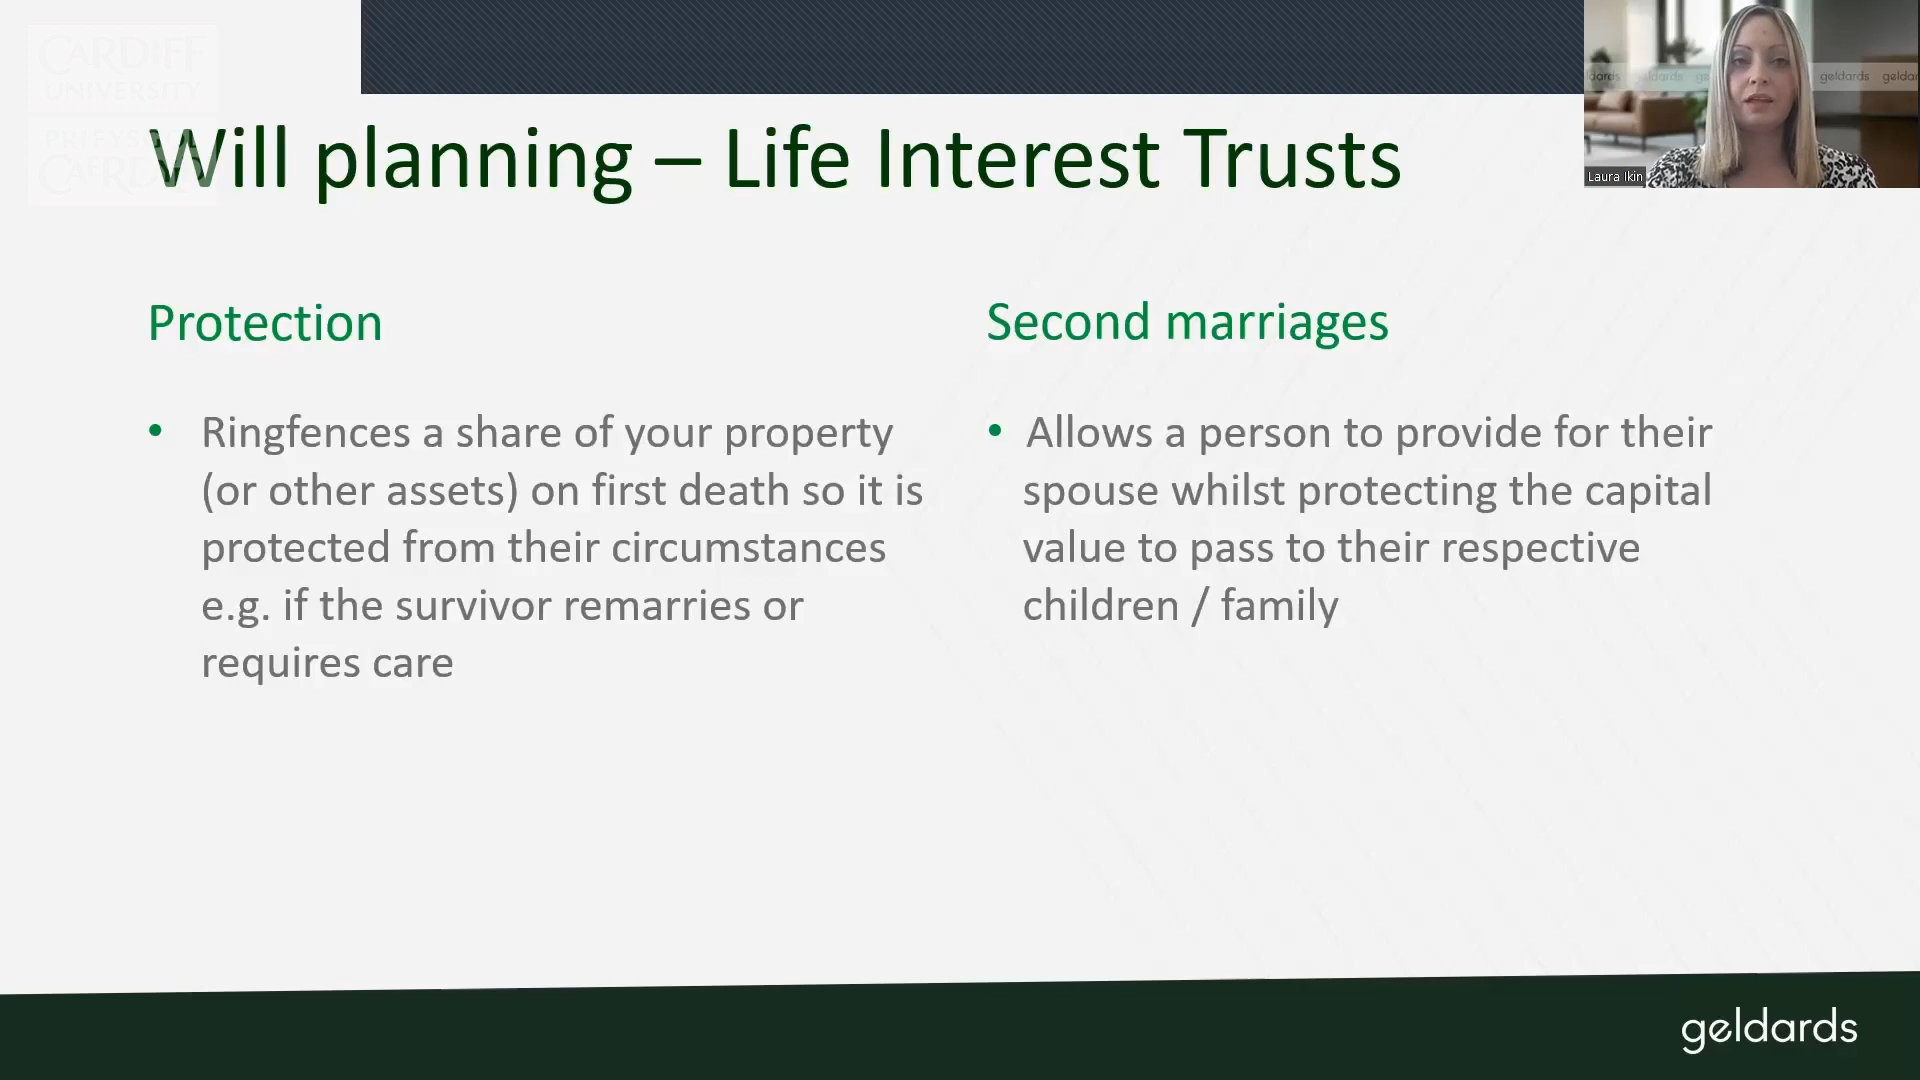 CARDIFF
UNIVERSITY
PRIFYSGOL
CAERDYDD
Will planning – Life Interest Trusts
geldards
geldards
Laura Ikin
Protection
• Ringfences a share of your property
(or other assets) on first death so it is
protected from their circumstances
e.g. if the survivor remarries or
requires care
Second marriages
• Allows a person to provide for their
spouse whilst protecting the capital
value to pass to their respective
children / family
geldards